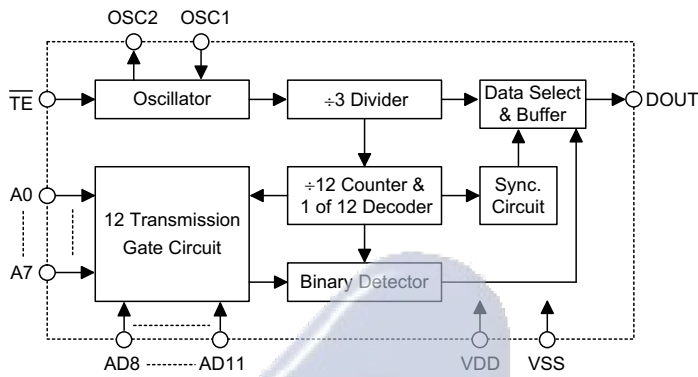 OSC2 OSC1
T̅E̅ Oscillator ÷3 Divider Data Select
& Buffer DOUT
A0
A7
12 Transmission
Gate Circuit
÷12 Counter &
1 of 12 Decoder
Sync.
Circuit
Binary Detector
AD8 AD11 VDD VSS